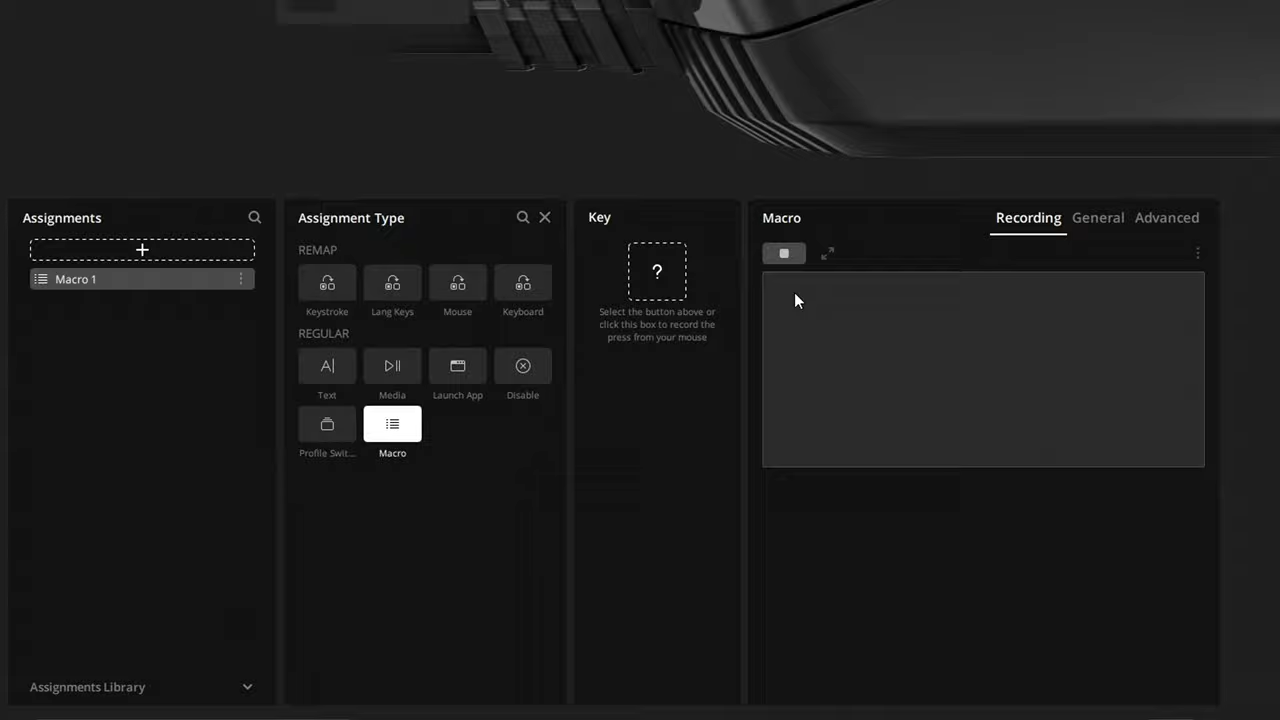 Assignments
+
Macro 1
Assignments Library
Assignment Type
REMAP
Keystroke
Lang Keys
Mouse
Keyboard
REGULAR
A|
Text
Media
Launch App
Disable
Profile Swit...
Macro
Key
?
Select the button above or
click this box to record the
press from your mouse
Macro
Recording
General
Advanced